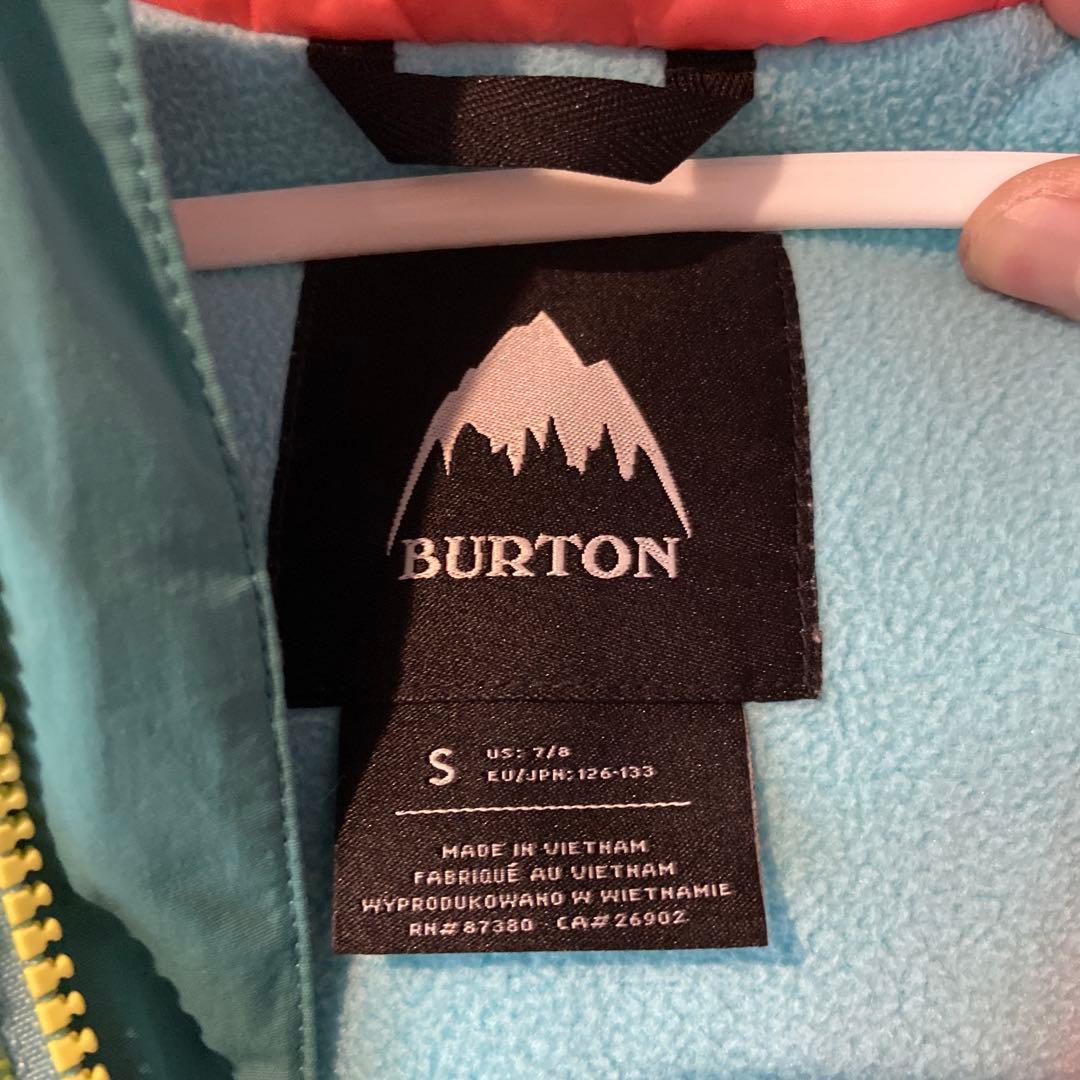 BURTON
S US: 7/8
EU/JPN: 126-133
MADE IN VIETNAM
FABRIQUÉ AU VIETNAM
WYPRODUKOWANO W WIETNAMIE
RN# 87380 CA# 26902